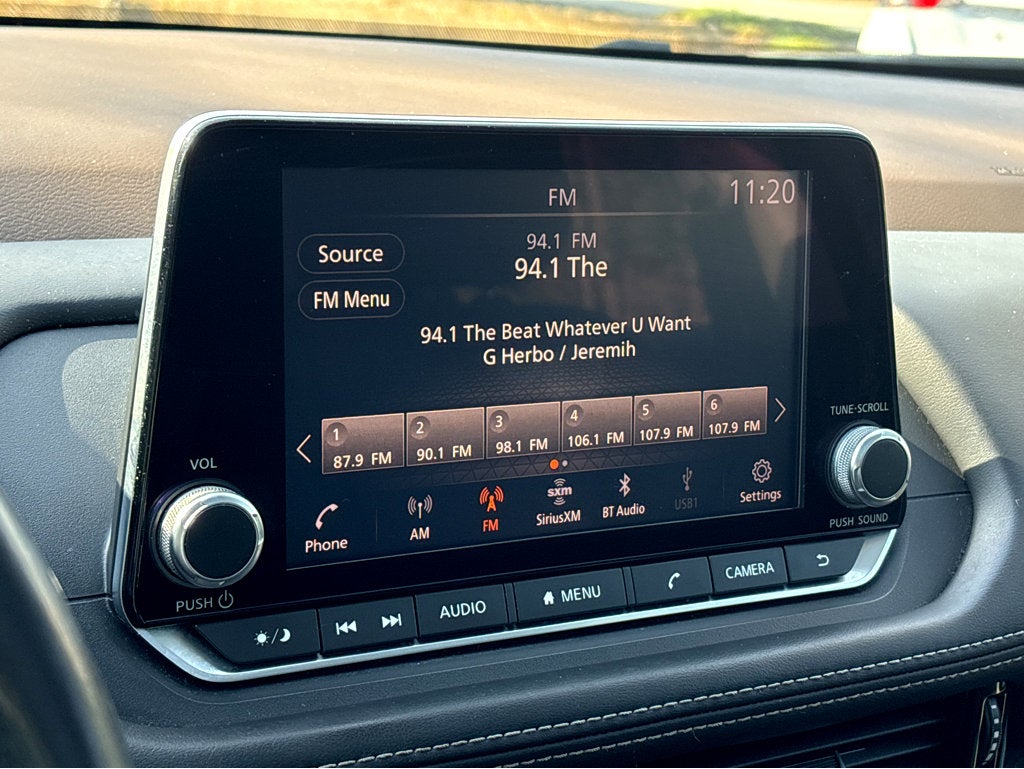 FM
11:20
Source
94.1 FM
94.1 The
FM Menu
94.1 The Beat Whatever U Want
G Herbo / Jeremih
1 87.9 FM
2 90.1 FM
3 98.1 FM
4 106.1 FM
5 107.9 FM
6 107.9 FM
TUNE·SCROLL
VOL
Phone
AM
FM
sxm
SiriusXM
BT Audio
USB1
Settings
PUSH SOUND
PUSH
AUDIO
MENU
CAMERA